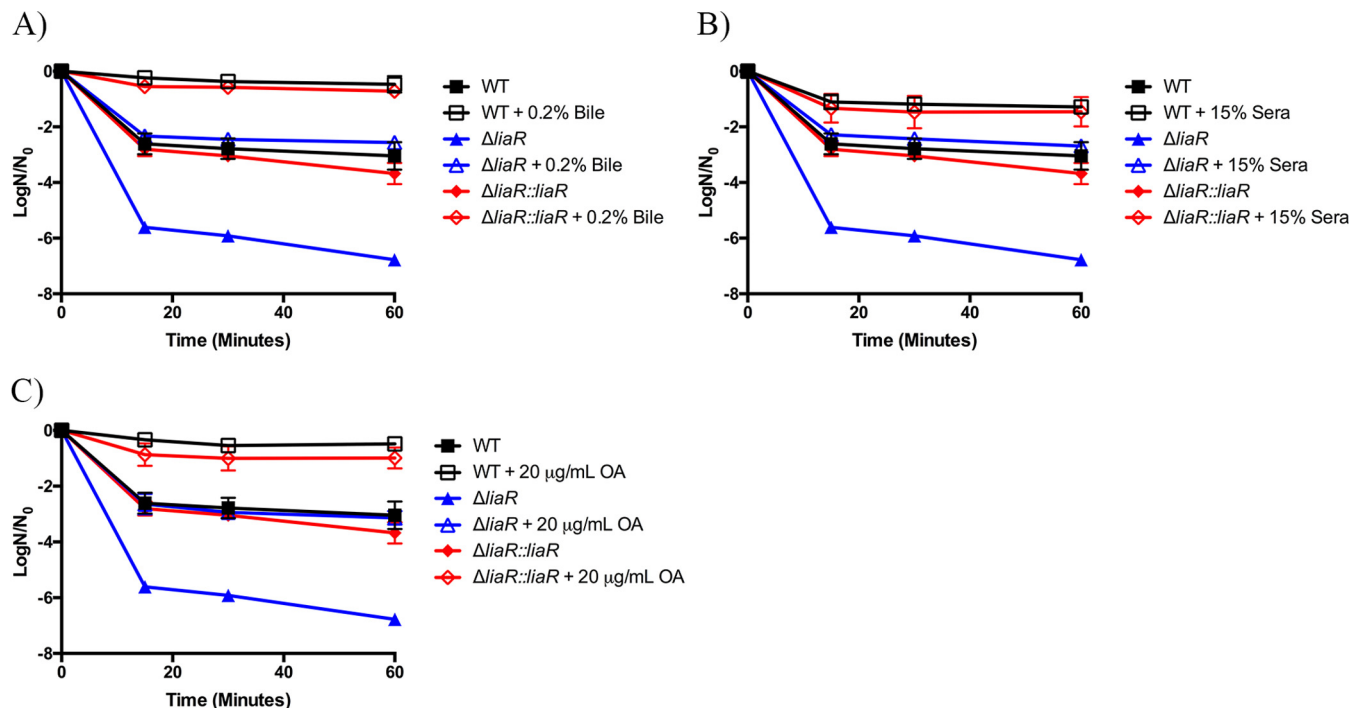 A)
0
-2
-4
-6
-8
LogN/N0
0
20
40
60
Time (Minutes)
WT
WT + 0.2% Bile
ΔliaR
ΔliaR + 0.2% Bile
ΔliaR::liaR
ΔliaR::liaR + 0.2% Bile
B)
0
-2
-4
-6
-8
LogN/N0
0
20
40
60
Time (Minutes)
WT
WT + 15% Sera
ΔliaR
ΔliaR + 15% Sera
ΔliaR::liaR
ΔliaR::liaR + 15% Sera
C)
0
-2
-4
-6
-8
LogN/N0
0
20
40
60
Time (Minutes)
WT
WT + 20 μg/mL OA
ΔliaR
ΔliaR + 20 μg/mL OA
ΔliaR::liaR
ΔliaR::liaR + 20 μg/mL OA